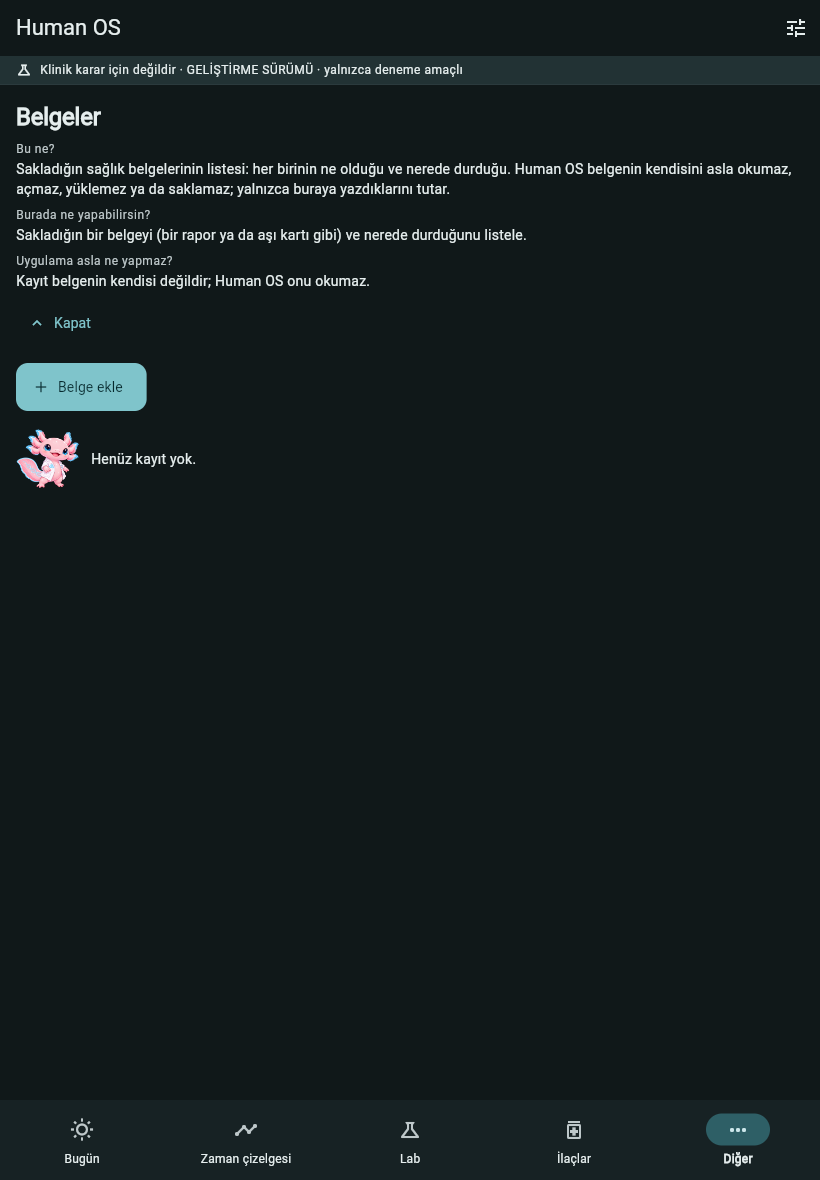 Human OS
Klinik karar için değildir · GELİŞTİRME SÜRÜMÜ · yalnızca deneme amaçlı
Belgeler
Bu ne?
Sakladığın sağlık belgelerinin listesi: her birinin ne olduğu ve nerede durduğu. Human OS belgenin kendisini asla okumaz,
açmaz, yüklemez ya da saklamaz; yalnızca buraya yazdıklarını tutar.
Burada ne yapabilirsin?
Sakladığın bir belgeyi (bir rapor ya da aşı kartı gibi) ve nerede durduğunu listele.
Uygulama asla ne yapmaz?
Kayıt belgenin kendisi değildir; Human OS onu okumaz.
Kapat
Belge ekle
Henüz kayıt yok.
Bugün
Zaman çizelgesi
Lab
İlaçlar
Diğer